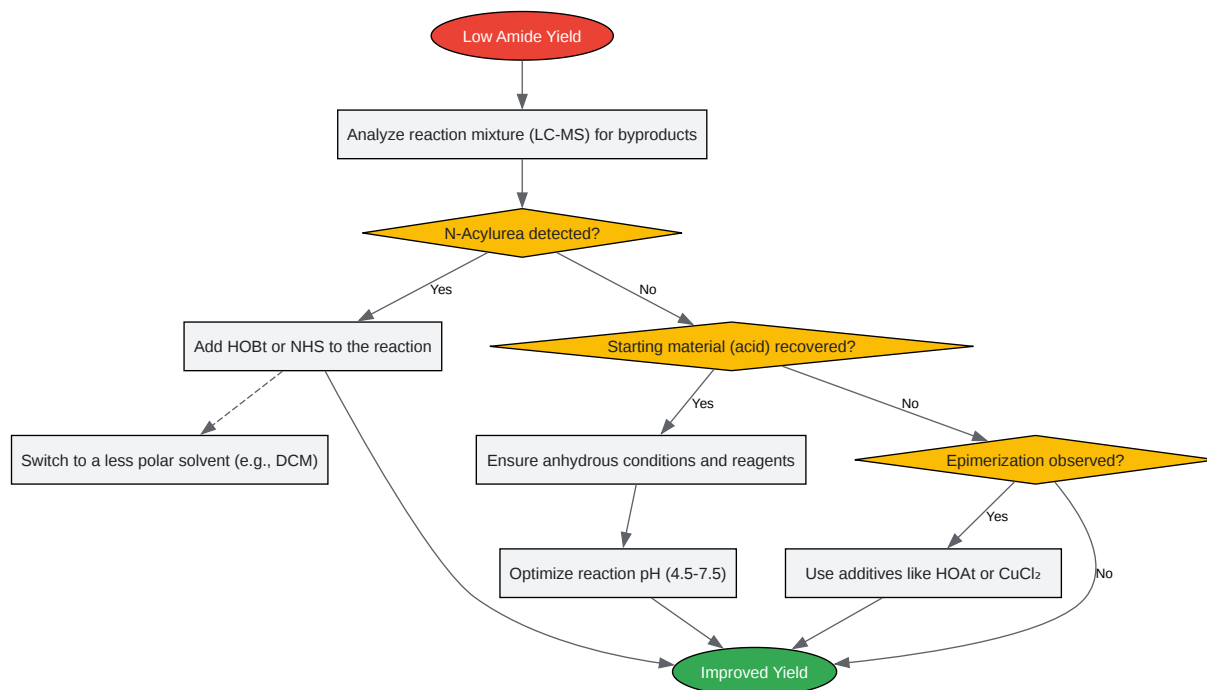 Low Amide Yield
Analyze reaction mixture (LC-MS) for byproducts
N-Acylurea detected?
Yes
No
Add HOBt or NHS to the reaction
Starting material (acid) recovered?
Yes
No
Switch to a less polar solvent (e.g., DCM)
Ensure anhydrous conditions and reagents
Epimerization observed?
Yes
No
Optimize reaction pH (4.5-7.5)
Use additives like HOAt or CuCl₂
Improved Yield